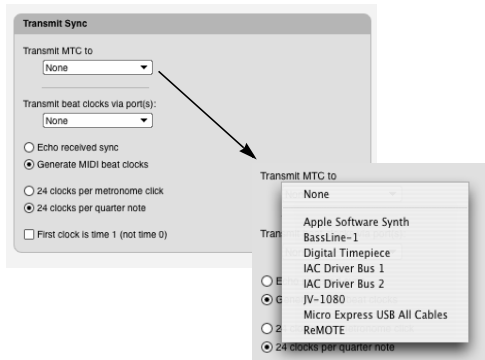 Transmit Sync
Transmit MTC to
None
Transmit beat clocks via port(s):
None
Echo received sync
Generate MIDI beat clocks
24 clocks per metronome click
24 clocks per quarter note
First clock is time 1 (not time 0)
Transmit MTC to
None
Tran
Apple Software Synth
BassLine-1
Digital Timepiece
IAC Driver Bus 1
E
IAC Driver Bus 2
G
JV-1080
Micro Express USB All Cables
2
ReMOTE
24 clocks per quarter note